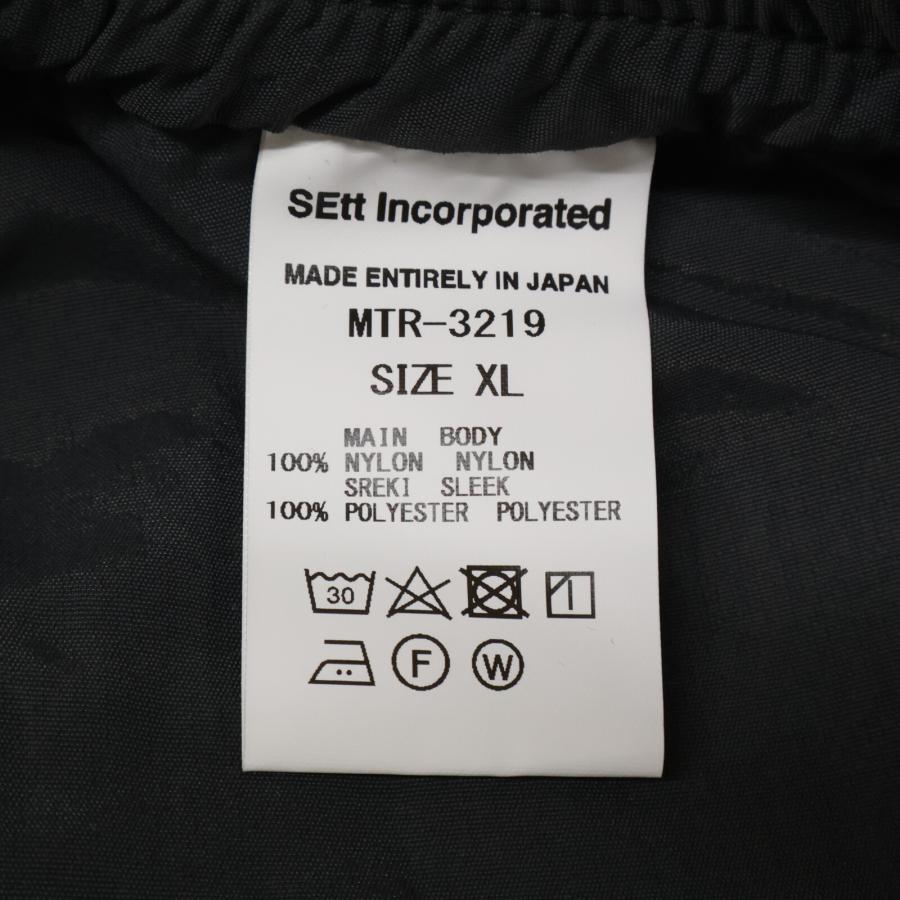 SEtt Incorporated
MADE ENTIRELY IN JAPAN
MTR-3219
SIZE XL
MAIN BODY
100% NYLON NYLON
SREKI SLEEK
100% POLYESTER POLYESTER
30
F W